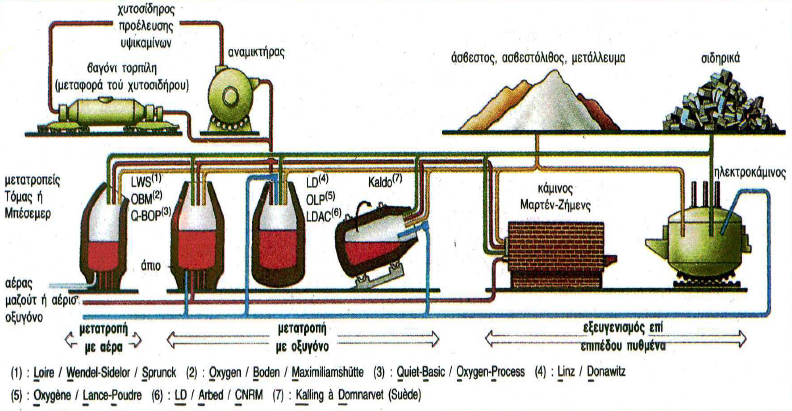 χυτοσίδηρος
προέλευσης
υψικαμίνων
αναμικτήρας
βαγόνι τορπίλη
(μεταφορά τού χυτοσιδήρου)
άσβεστος, ασβεστόλιθος, μετάλλευμα
σιδηρικά
μετατροπείς
Τόμας ή
Μπέσεμερ
LWS(1)
OBM(2)
Q-BOP(3)
LD(4)
OLP(5)
LDAC(6)
Kaldo(7)
κάμινος
Μαρτέν-Ζήμενς
ηλεκτροκάμινος
άπιο
αέρας
μαζούτ ή αέριο
οξυγόνο
μετατροπή
με αέρα
μετατροπή
με οξυγόνο
εξευγενισμός επί
επιπέδου πυθμένα
(1) : Loire / Wendel-Sidelor / Sprunck (2) : Oxygen / Boden / Maximiliamshütte (3) : Quiet-Basic / Oxygen-Process (4) : Linz / Donawitz
(5) : Oxygène / Lance-Poudre (6) : LD / Arbed / CNRM (7) : Kalling à Domnarvet (Suède)